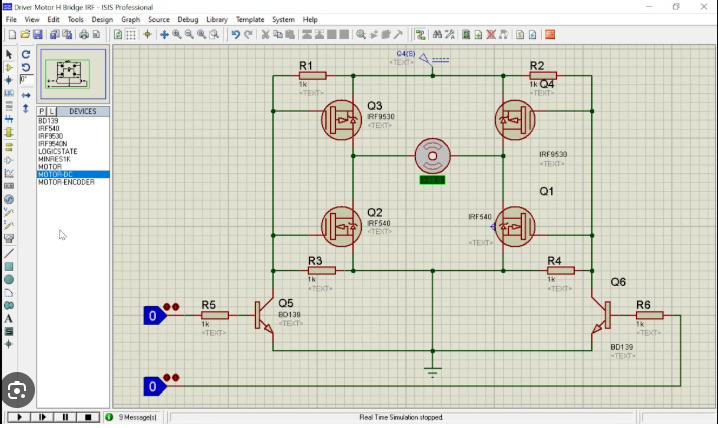 Driver Motor H Bridge IRF - ISIS Professional
File View Edit Tools Design Graph Source Debug Library Template System Help
P L DEVICES
BD139
IRF540
IRF9530
IRF9540N
LOGICSTATE
MINRES1K
MOTOR
MOTOR-DC
MOTOR-ENCODER
Q4(S)
<TEXT>
R1
1k
<TEXT>
R2
1k
<TEXT>
Q3
IRF9530
<TEXT>
Q4
IRF9530
<TEXT>
Q2
IRF540
<TEXT>
Q1
IRF540
<TEXT>
R3
1k
<TEXT>
R4
1k
<TEXT>
0
R5
1k
<TEXT>
Q5
BD139
<TEXT>
Q6
BD139
<TEXT>
R6
1k
<TEXT>
0
9 Message(s)
Real Time Simulation stopped.